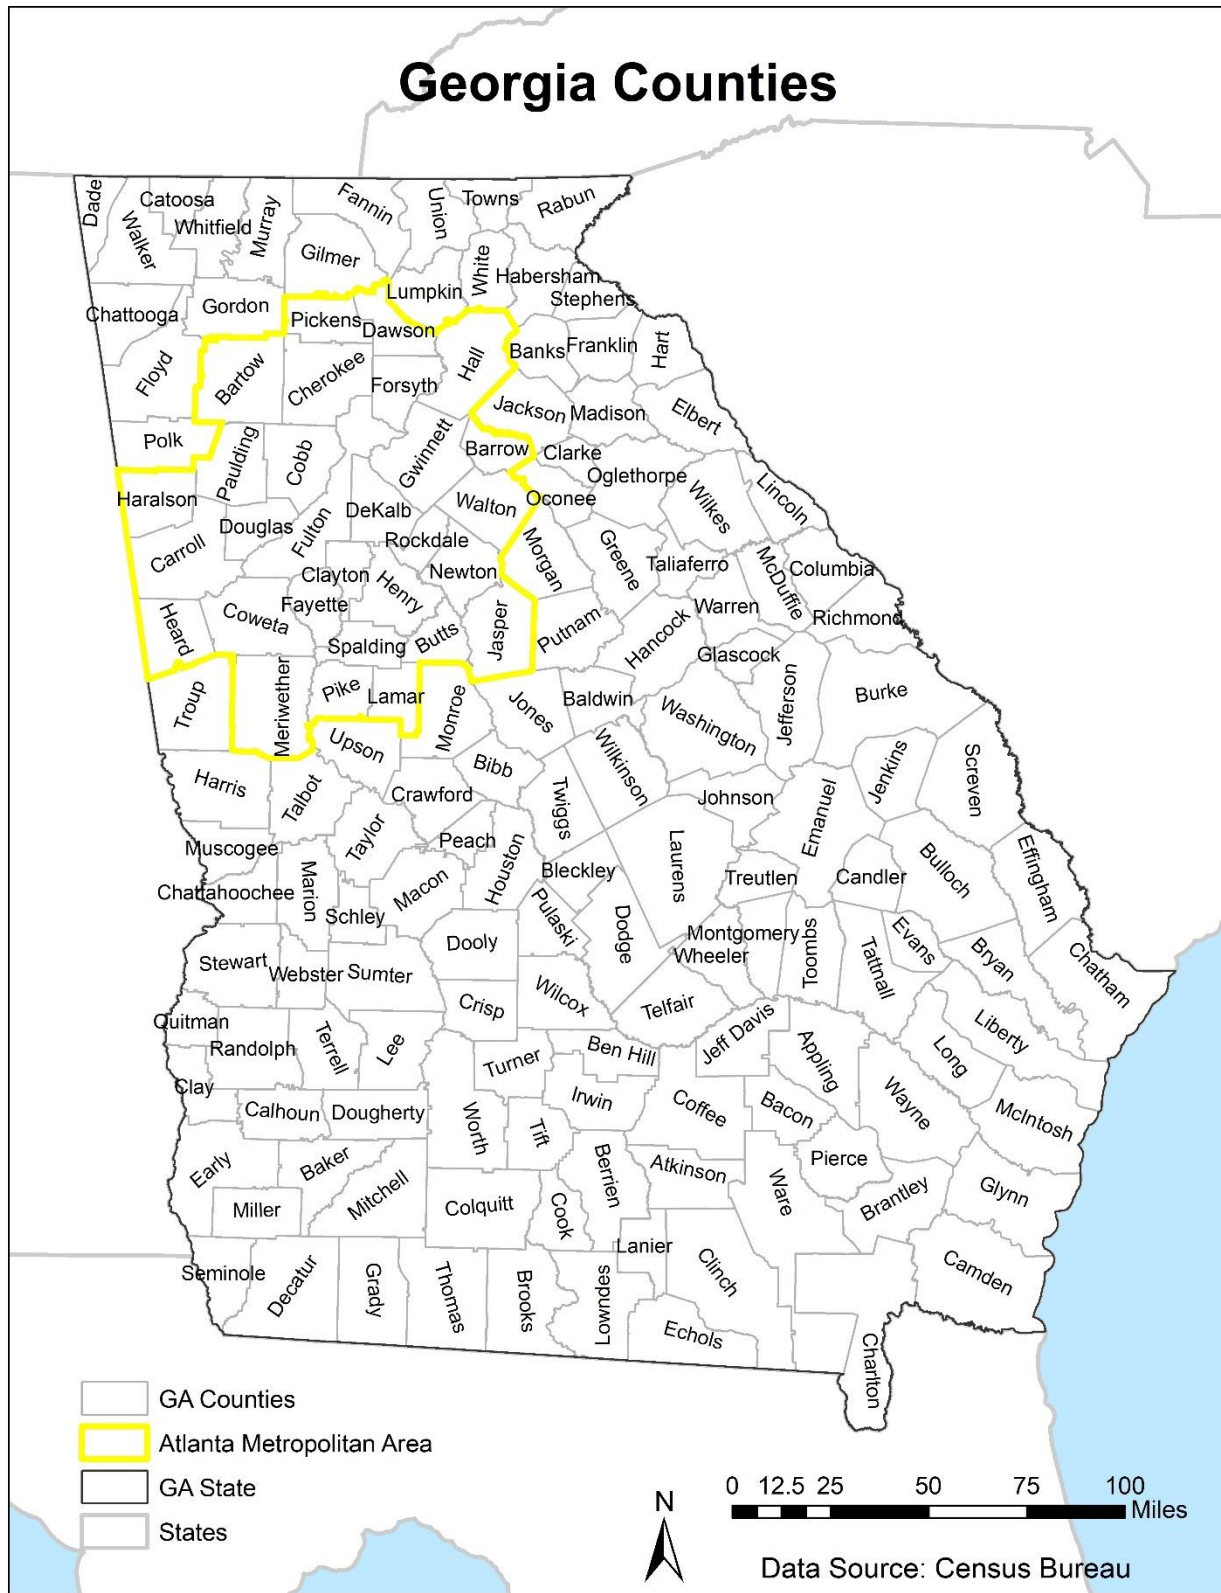 Georgia Counties
Dade
Catoosa
Walker
Whitfield
Murray
Fannin
Union
Towns
Rabun
Gilmer
White
Habersham
Stephens
Lumpkin
Chattooga
Gordon
Pickens
Dawson
Hall
Banks
Franklin
Hart
Floyd
Bartow
Cherokee
Forsyth
Jackson
Madison
Elbert
Polk
Paulding
Cobb
Gwinnett
Barrow
Clarke
Oglethorpe
Haralson
Walton
Oconee
Wilkes
Lincoln
Douglas
Fulton
DeKalb
Rockdale
Carroll
Newton
Morgan
Greene
Taliaferro
McDuffie
Columbia
Clayton
Fayette
Henry
Warren
Richmond
Heard
Coweta
Spalding
Butts
Jasper
Putnam
Hancock
Glascock
Troup
Meriwether
Pike
Lamar
Monroe
Jones
Baldwin
Washington
Jefferson
Burke
Upson
Bibb
Wilkinson
Jenkins
Screven
Harris
Talbot
Crawford
Twiggs
Johnson
Emanuel
Taylor
Peach
Houston
Muscogee
Bleckley
Laurens
Treutlen
Candler
Bulloch
Effingham
Chattahoochee
Marion
Schley
Macon
Pulaski
Dodge
Montgomery
Wheeler
Toombs
Tattnall
Evans
Bryan
Chatham
Dooly
Stewart
Webster
Sumter
Crisp
Wilcox
Telfair
Jeff Davis
Appling
Liberty
Long
Quitman
Randolph
Terrell
Lee
Turner
Ben Hill
Clay
Calhoun
Dougherty
Worth
Tift
Irwin
Coffee
Bacon
Wayne
McIntosh
Early
Baker
Mitchell
Miller
Colquitt
Cook
Berrien
Atkinson
Ware
Pierce
Brantley
Glynn
Lanier
Clinch
Camden
Seminole
Decatur
Grady
Thomas
Brooks
Lowndes
Echols
Charlton
GA Counties
Atlanta Metropolitan Area
GA State
States
N
0 12.5 25 50 75 100
Miles
Data Source: Census Bureau